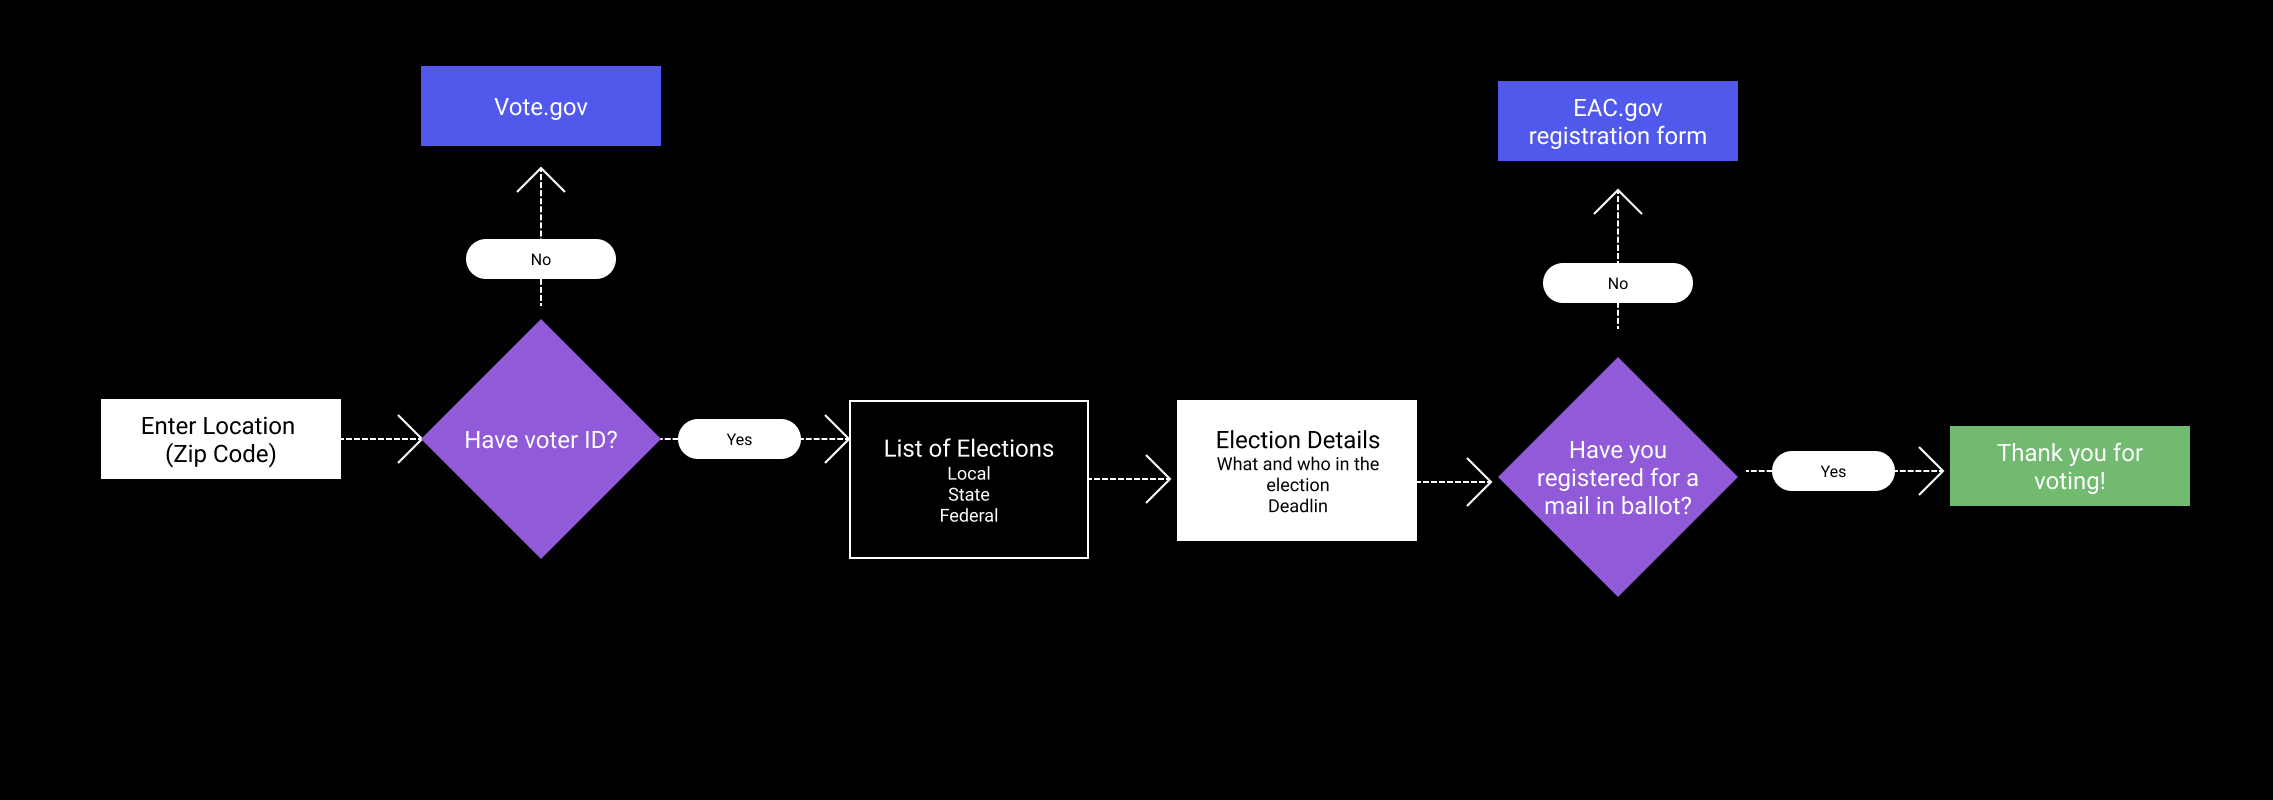 Vote.gov
EAC.gov
registration form
No
No
Enter Location
(Zip Code)
Have voter ID?
Yes
List of Elections
Local
State
Federal
Election Details
What and who in the
election
Deadlin
Have you
registered for a
mail in ballot?
Yes
Thank you for
voting!